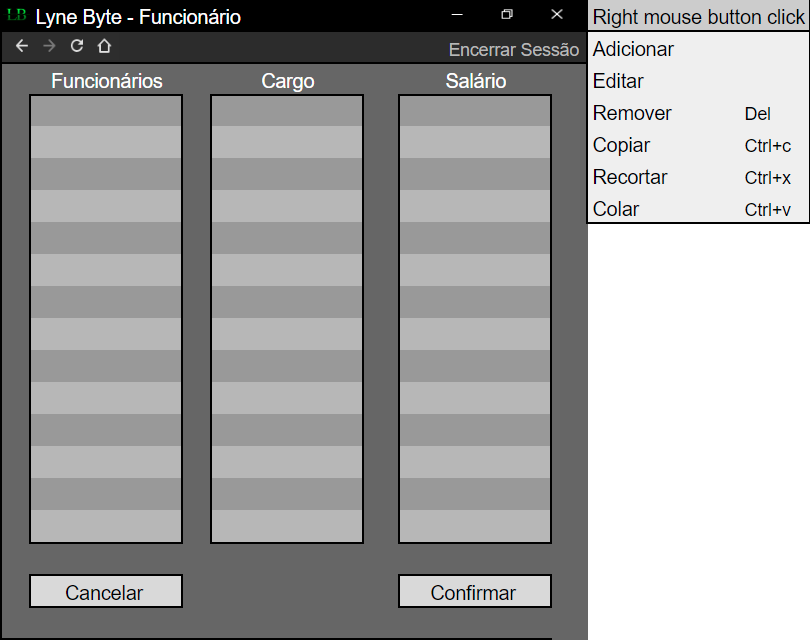 LB Lyne Byte - Funcionário
Encerrar Sessão
Funcionários Cargo Salário
Cancelar Confirmar
Right mouse button click
Adicionar
Editar
Remover Del
Copiar Ctrl+c
Recortar Ctrl+x
Colar Ctrl+v